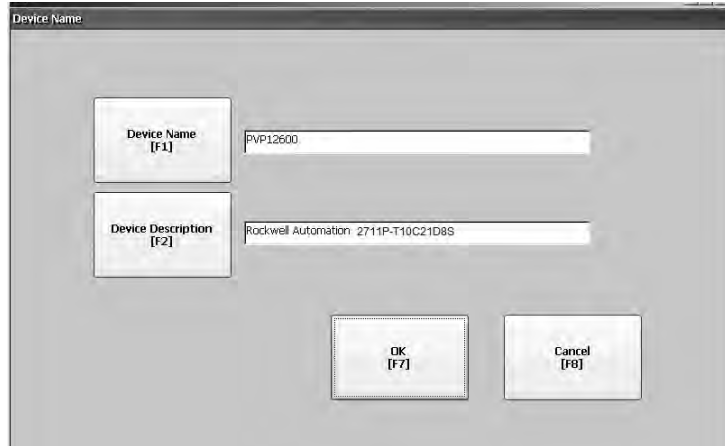 Device Name
Device Name
[F1]
PVP12600
Device Description
[F2]
Rockwell Automation 2711P-T10C21D8S
OK
[F7]
Cancel
[F8]